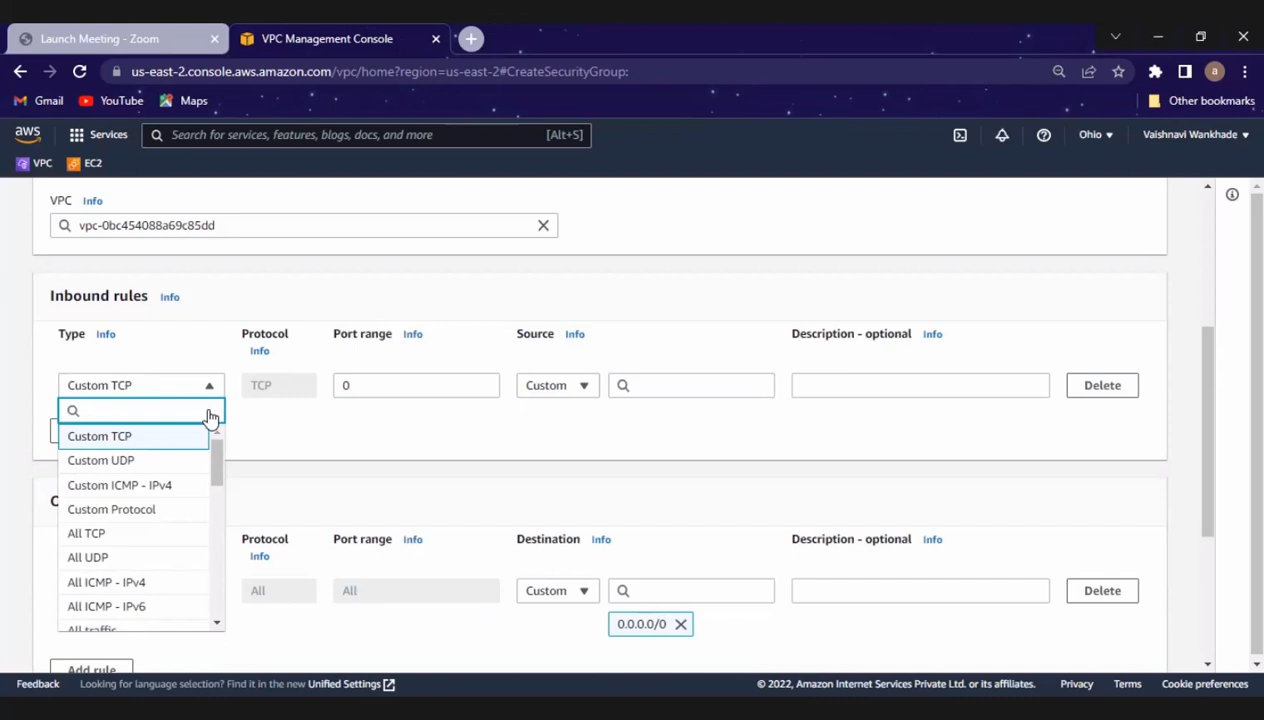 Launch Meeting - Zoom
VPC Management Console
us-east-2.console.aws.amazon.com/vpc/home?region=us-east-2#CreateSecurityGroup:
a
Gmail
YouTube
Maps
Other bookmarks
aws
Services
Search for services, features, blogs, docs, and more
[Alt+S]
Ohio
Vaishnavi Wankhade
VPC
EC2
VPC Info
vpc-0bc454088a69c85dd
Inbound rules Info
Type Info
Protocol
Info
Port range Info
Source Info
Description - optional Info
Custom TCP
TCP
0
Custom
Delete
Custom TCP
Custom UDP
Custom ICMP - IPv4
Custom Protocol
All TCP
All UDP
All ICMP - IPv4
All ICMP - IPv6
All traffic
Protocol
Info
Port range Info
Destination Info
Description - optional Info
All
All
Custom
Delete
0.0.0.0/0
Add rule
Feedback
Looking for language selection? Find it in the new Unified Settings
© 2022, Amazon Internet Services Private Ltd. or its affiliates.
Privacy
Terms
Cookie preferences